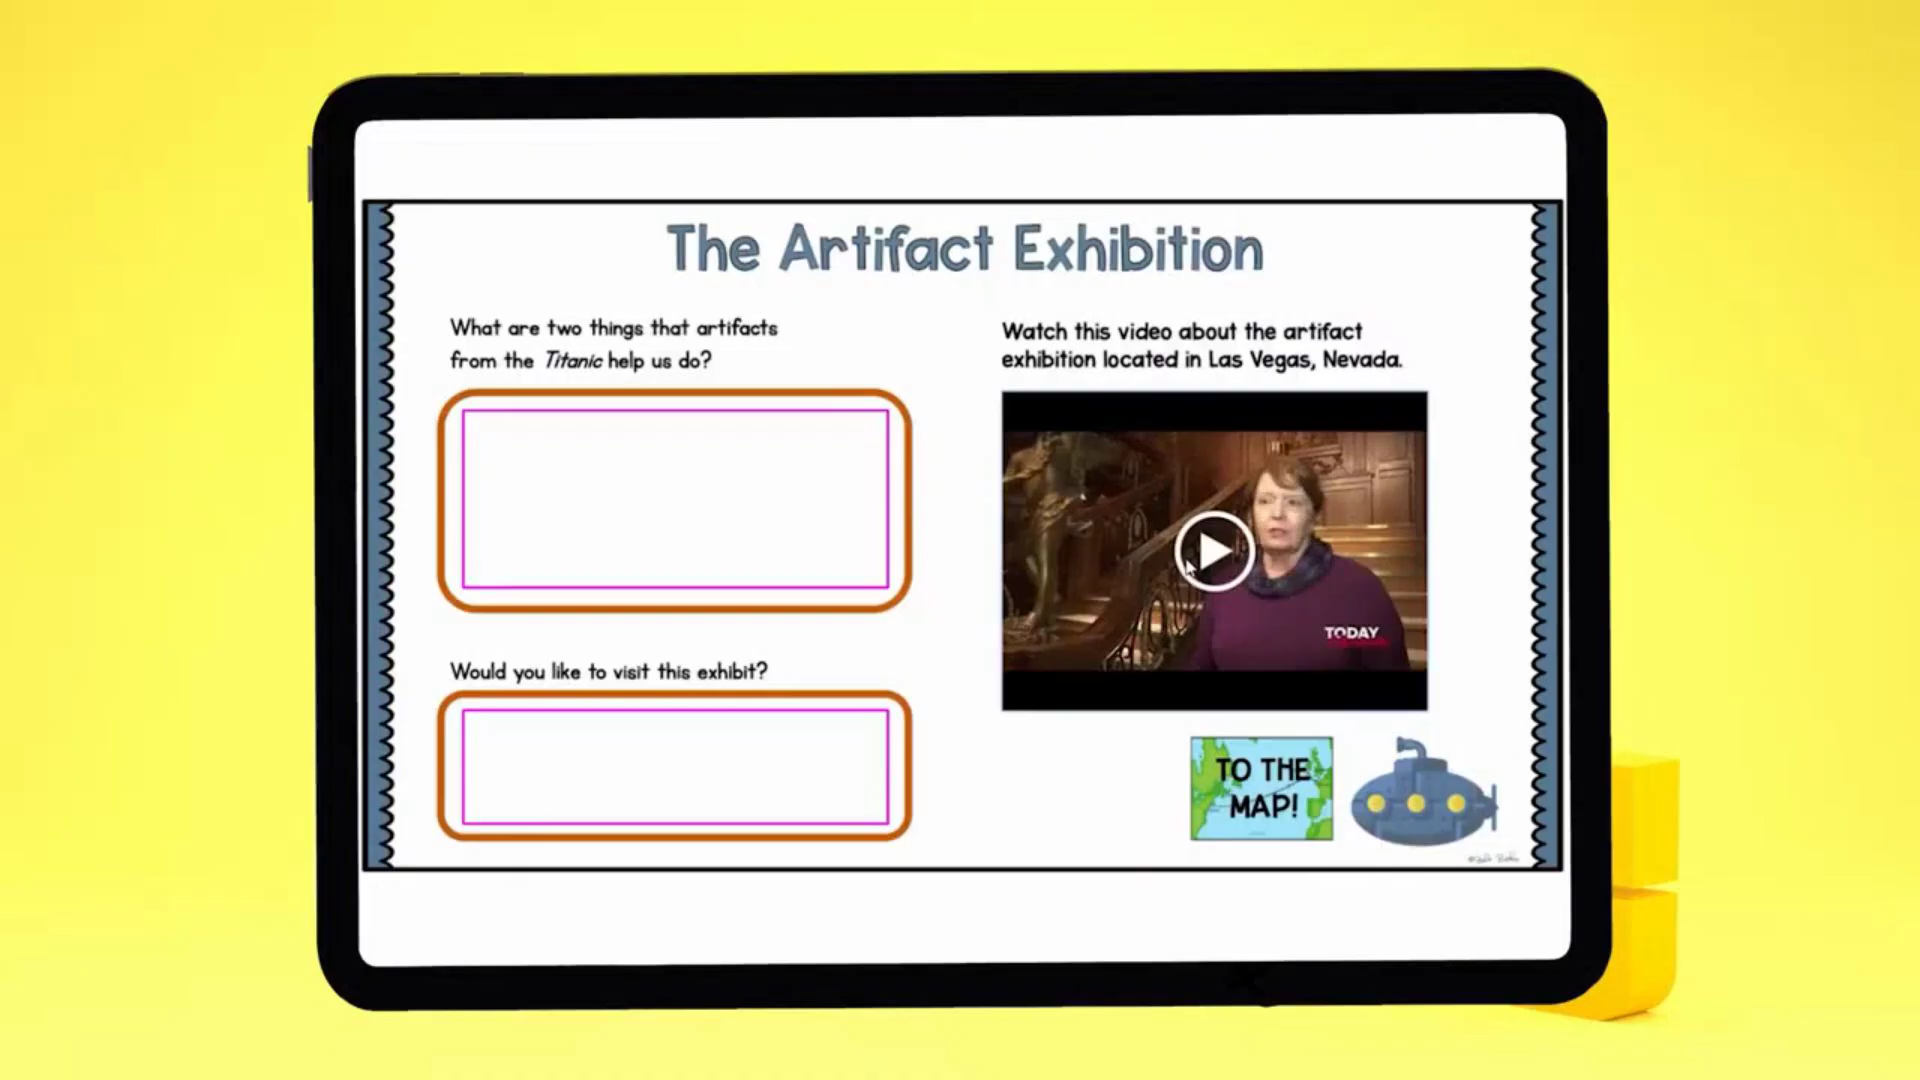 The Artifact Exhibition
What are two things that artifacts
from the Titanic help us do?
Watch this video about the artifact
exhibition located in Las Vegas, Nevada.
TODAY
Would you like to visit this exhibit?
TO THE
MAP!